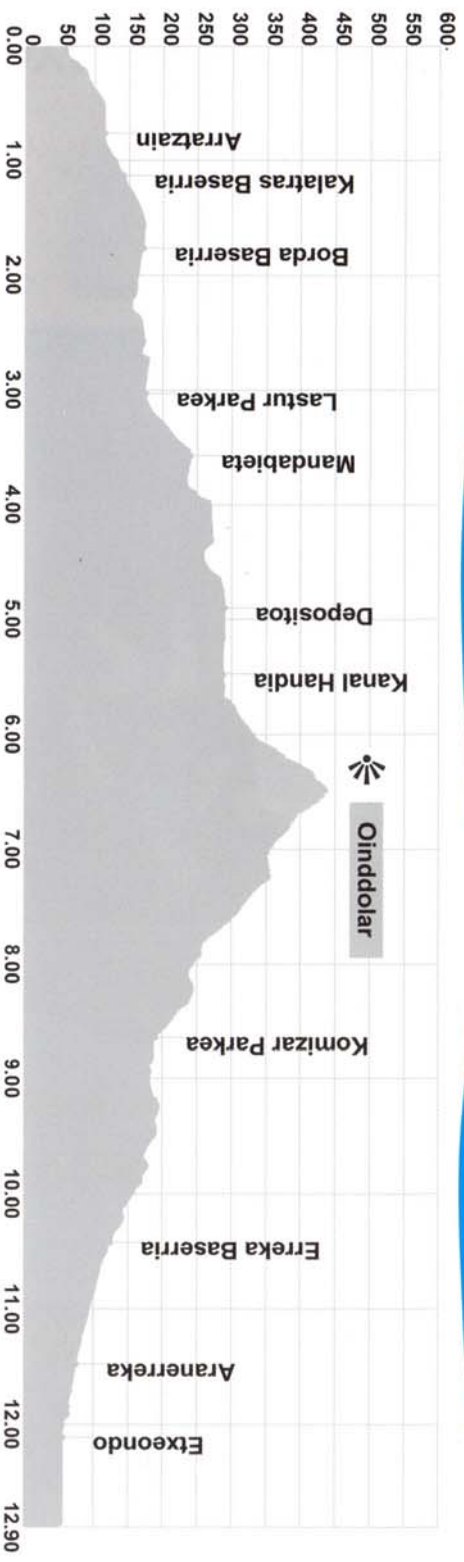 600
500
450
400
350
300
250
200
150
100
50
0
Arratzain
Kalatras Baserria
Borda Baserria
Lastur Parkea
Mandabieta
Depositoa
Kanal Handia
Oinddolar
Komizar Parkea
Erreka Baserria
Aranerreka
Etxeondo
0.00
1.00
2.00
3.00
4.00
5.00
6.00
7.00
8.00
9.00
10.00
11.00
12.00
12.90